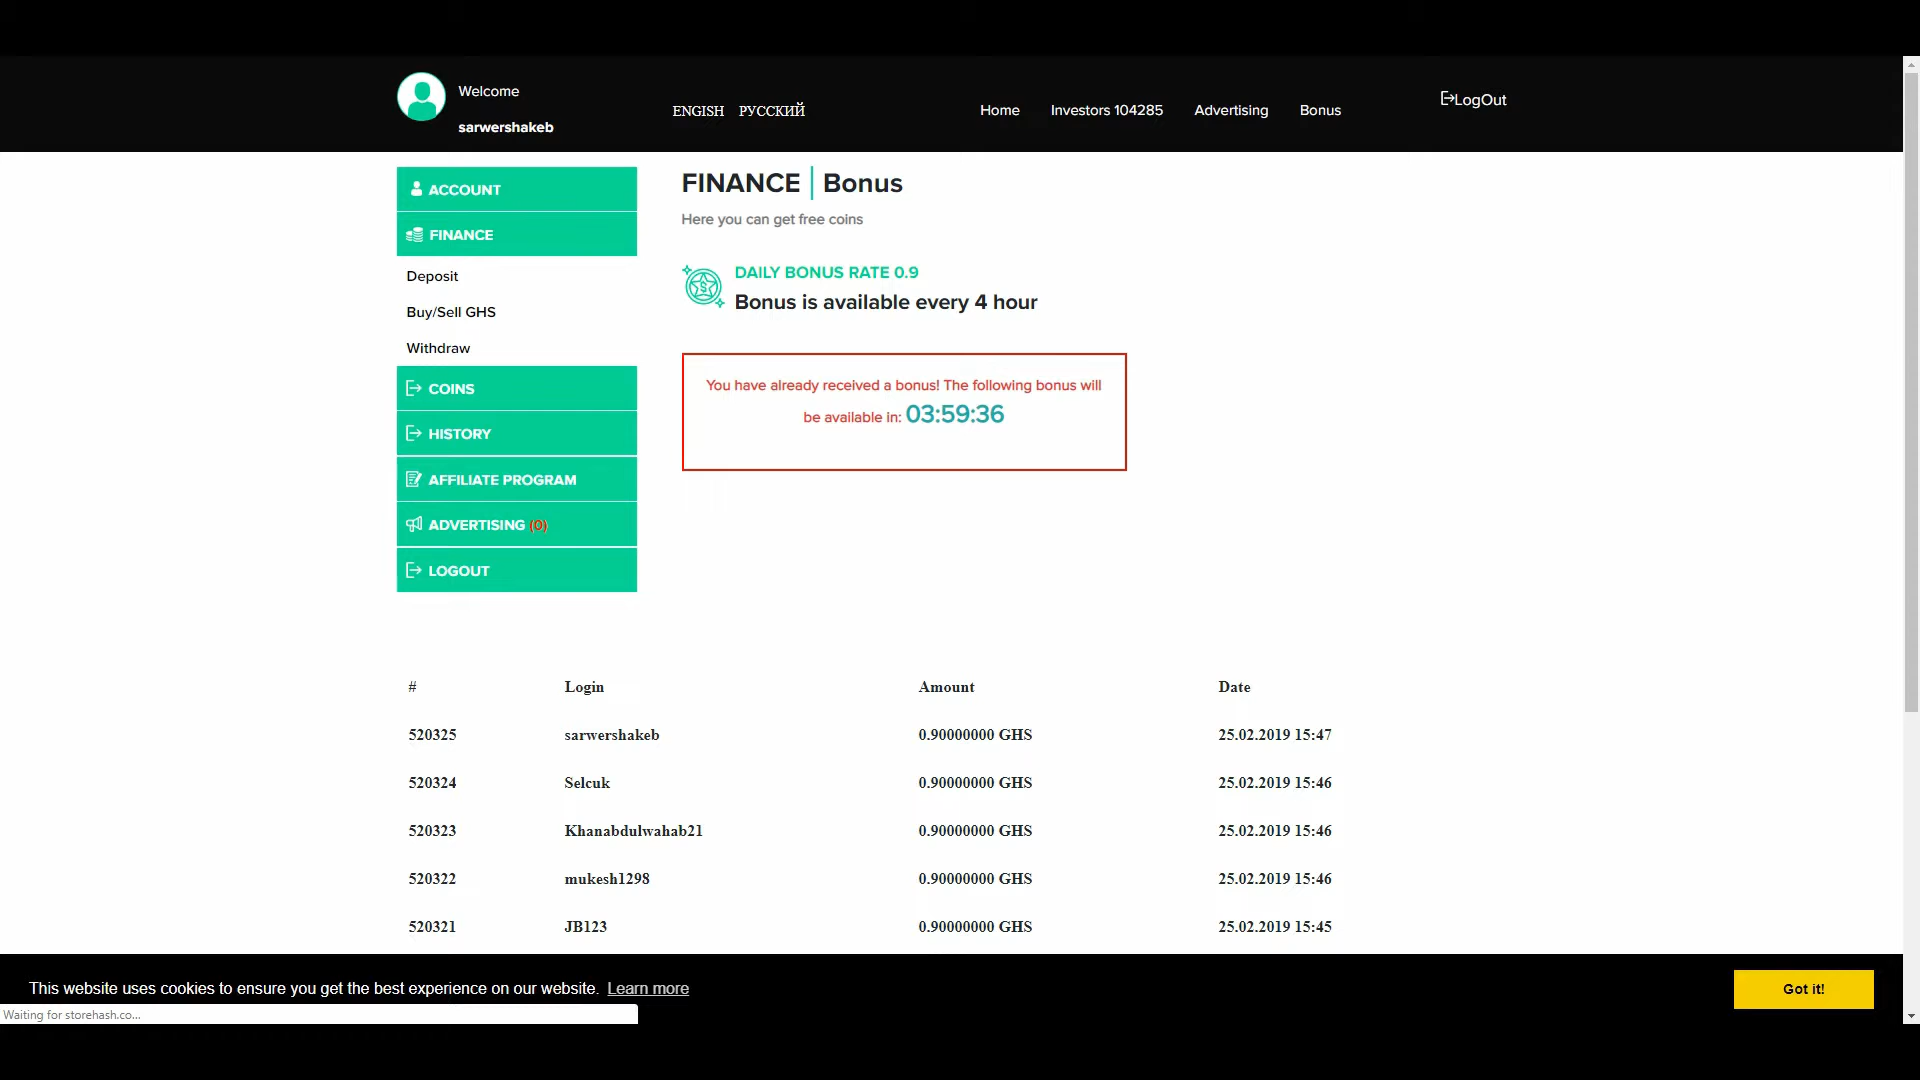 Welcome
sarwershakeb
ENGISH РУССКИЙ
Home Investors 104285 Advertising Bonus
LogOut
ACCOUNT
FINANCE
Deposit
Buy/Sell GHS
Withdraw
COINS
HISTORY
AFFILIATE PROGRAM
ADVERTISING (0)
LOGOUT
FINANCE Bonus
Here you can get free coins
DAILY BONUS RATE 0.9
Bonus is available every 4 hour
You have already received a bonus! The following bonus will
be available in: 03:59:36
# Login Amount Date
520325 sarwershakeb 0.90000000 GHS 25.02.2019 15:47
520324 Selcuk 0.90000000 GHS 25.02.2019 15:46
520323 Khanabdulwahab21 0.90000000 GHS 25.02.2019 15:46
520322 mukesh1298 0.90000000 GHS 25.02.2019 15:46
520321 JB123 0.90000000 GHS 25.02.2019 15:45
This website uses cookies to ensure you get the best experience on our website. Learn more
Got it!
Waiting for storehash.co...